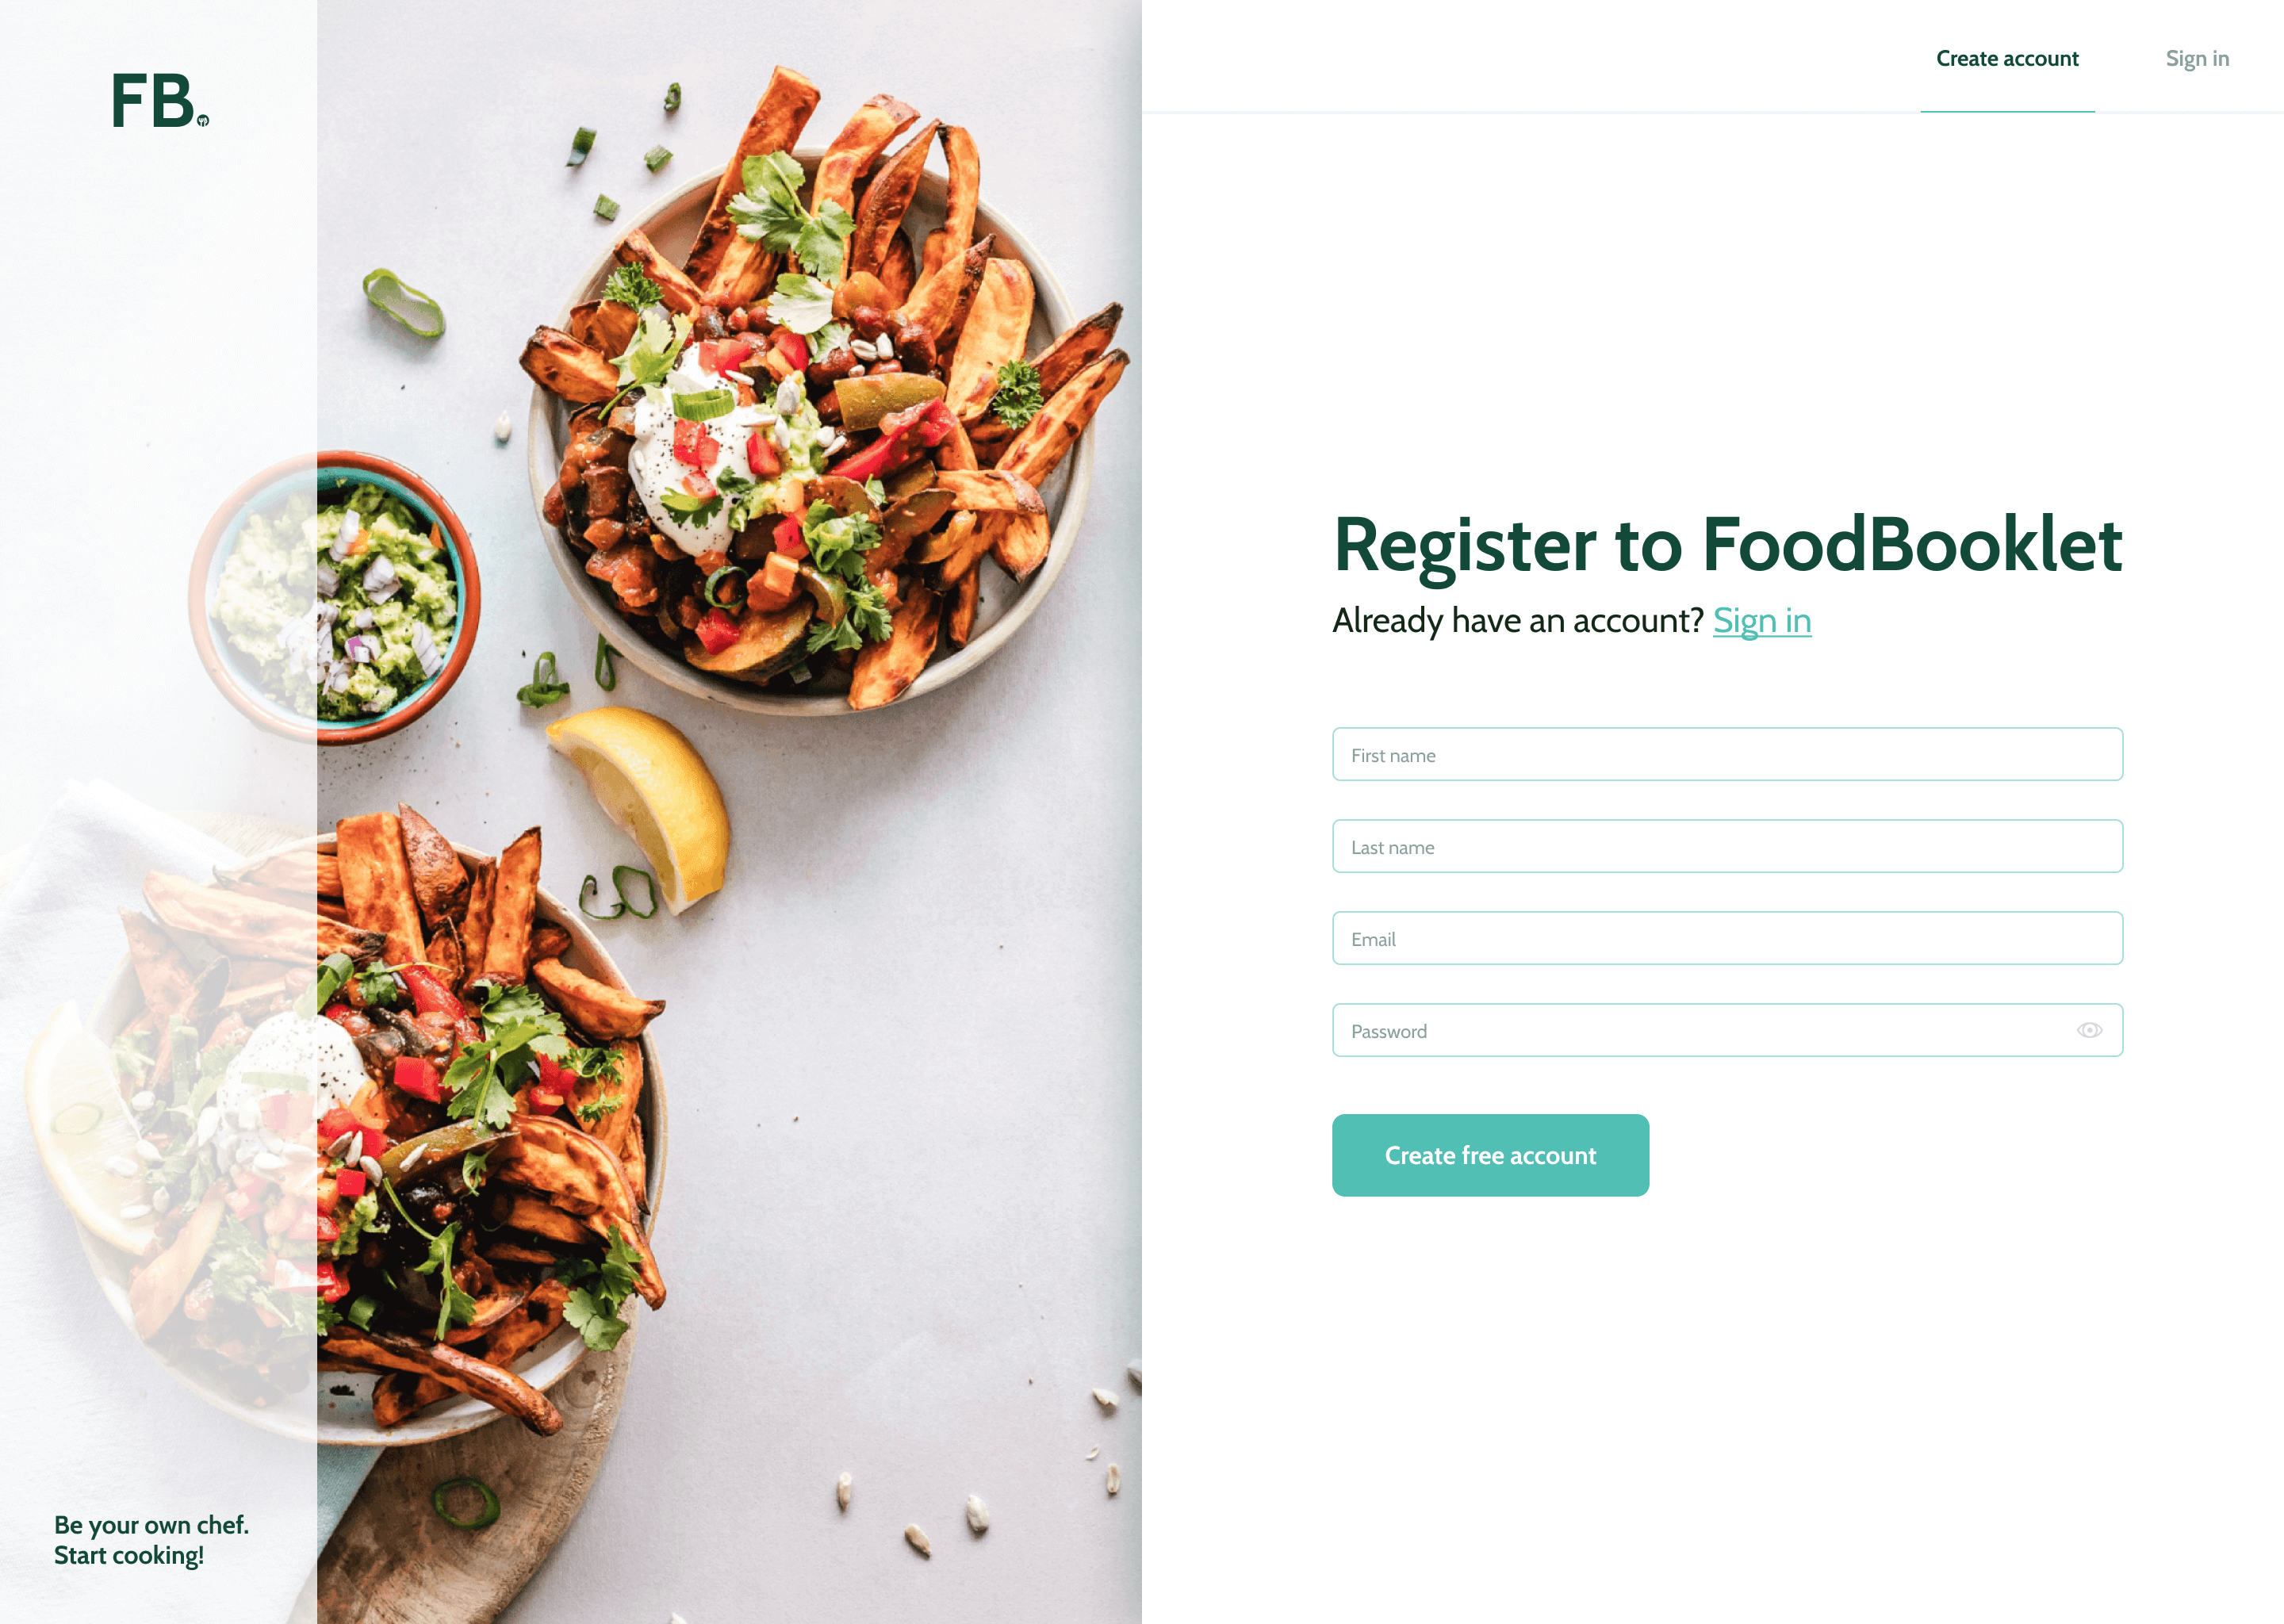 FB.
Create account
Sign in
Register to FoodBooklet
Already have an account? Sign in
First name
Last name
Email
Password
Create free account
Be your own chef.
Start cooking!